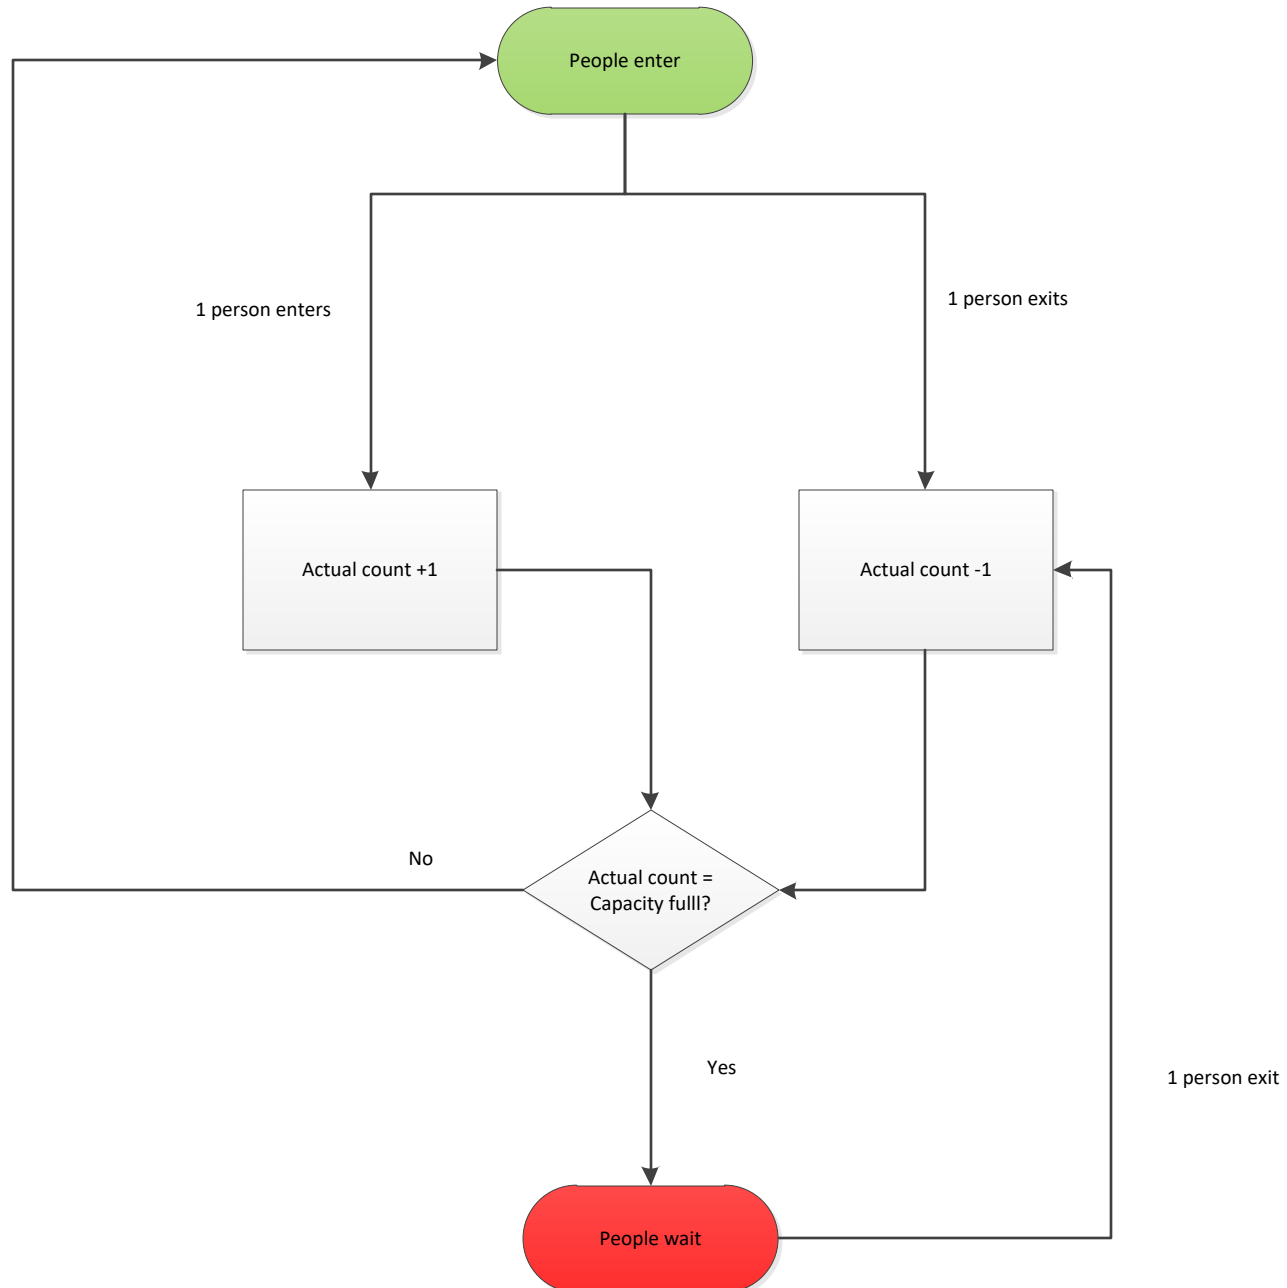 People enter
1 person enters
1 person exits
Actual count +1
Actual count -1
No
Actual count =
Capacity fulll?
Yes
1 person exit
People wait